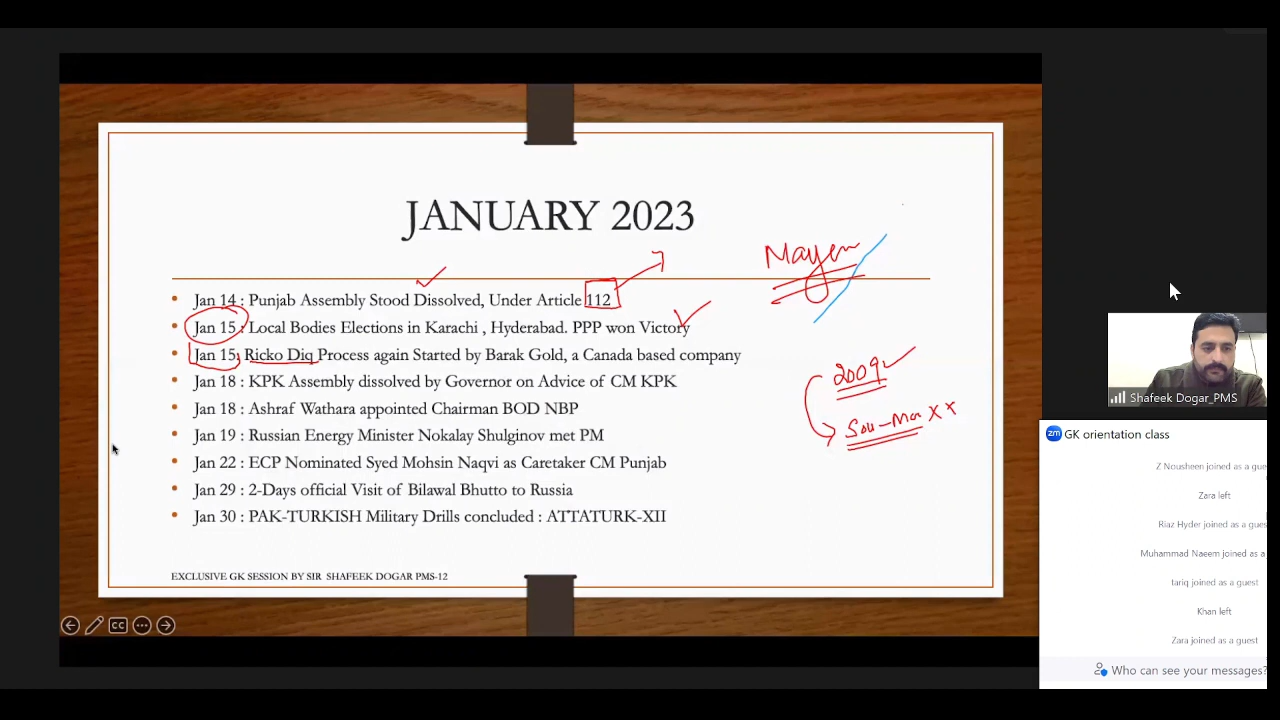 JANUARY 2023
Mayer
Jan 14 : Punjab Assembly Stood Dissolved, Under Article 112
Jan 15 : Local Bodies Elections in Karachi , Hyderabad. PPP won Victory
Jan 15: Ricko Diq Process again Started by Barak Gold, a Canada based company
2009
Jan 18 : KPK Assembly dissolved by Governor on Advice of CM KPK
Jan 18 : Ashraf Wathara appointed Chairman BOD NBP
Jan 19 : Russian Energy Minister Nokalay Shulginov met PM
Jan 22 : ECP Nominated Syed Mohsin Naqvi as Caretaker CM Punjab
Jan 29 : 2-Days official Visit of Bilawal Bhutto to Russia
Jan 30 : PAK-TURKISH Military Drills concluded : ATTATURK-XII
EXCLUSIVE GK SESSION BY SIR SHAFEEK DOGAR PMS-12
CC
Shafeek Dogar_PMS
zm GK orientation class
Z Nousheen joined as a gue
Zara left
Riaz Hyder joined as a gues
Muhammad Naeem joined as a
tariq joined as a guest
Khan left
Zara joined as a guest
Who can see your messages?